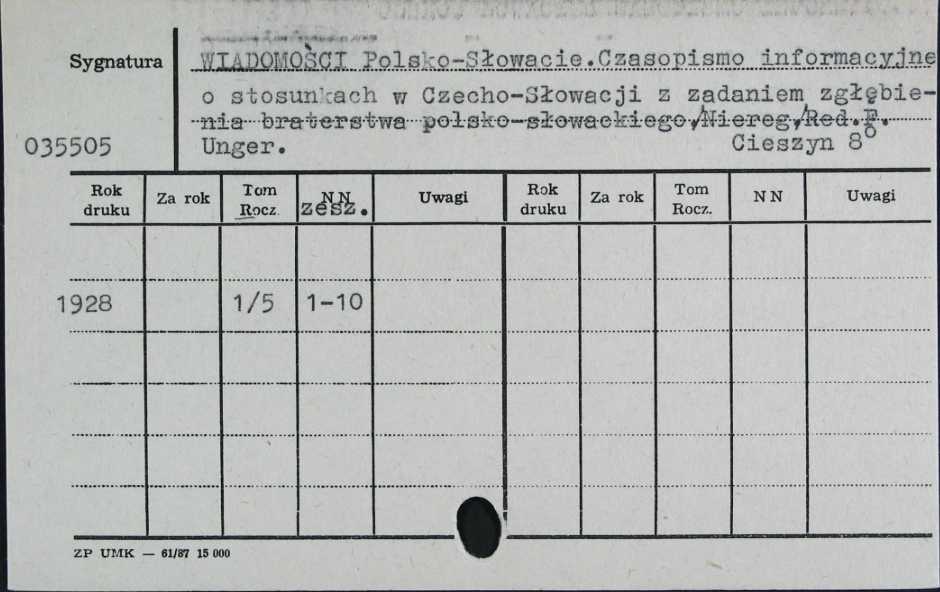 Sygnatura
WIADOMOŚCI Polsko-Słowacie.Czasopismo informacyjne
o stosunkach w Czecho-Słowacji z zadaniem zgłębie-
nia braterstwa polsko-słowackiego/Niereg/Red.F.
035505
Unger. Cieszyn 8°
Rok druku Za rok Tom Rocz. NN zesz. Uwagi Rok druku Za rok Tom Rocz. NN Uwagi
1928 1/5 1-10
ZP UMK — 61/87 15 000